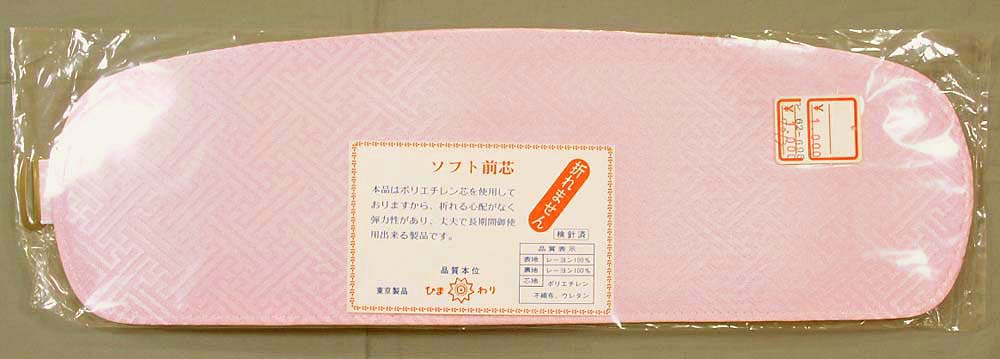 ソフト前芯
折れません
本品はポリエチレン芯を使用して
おりますから、折れる心配がなく
弾力性があり、丈夫で長期間御使
用出来る製品です。
検針済
品質表示
表地 レーヨン100%
裏地 レーヨン100%
芯地 ポリエチレン
不織布、ウレタン
品質本位
東京製品 ひまわり
¥1,000